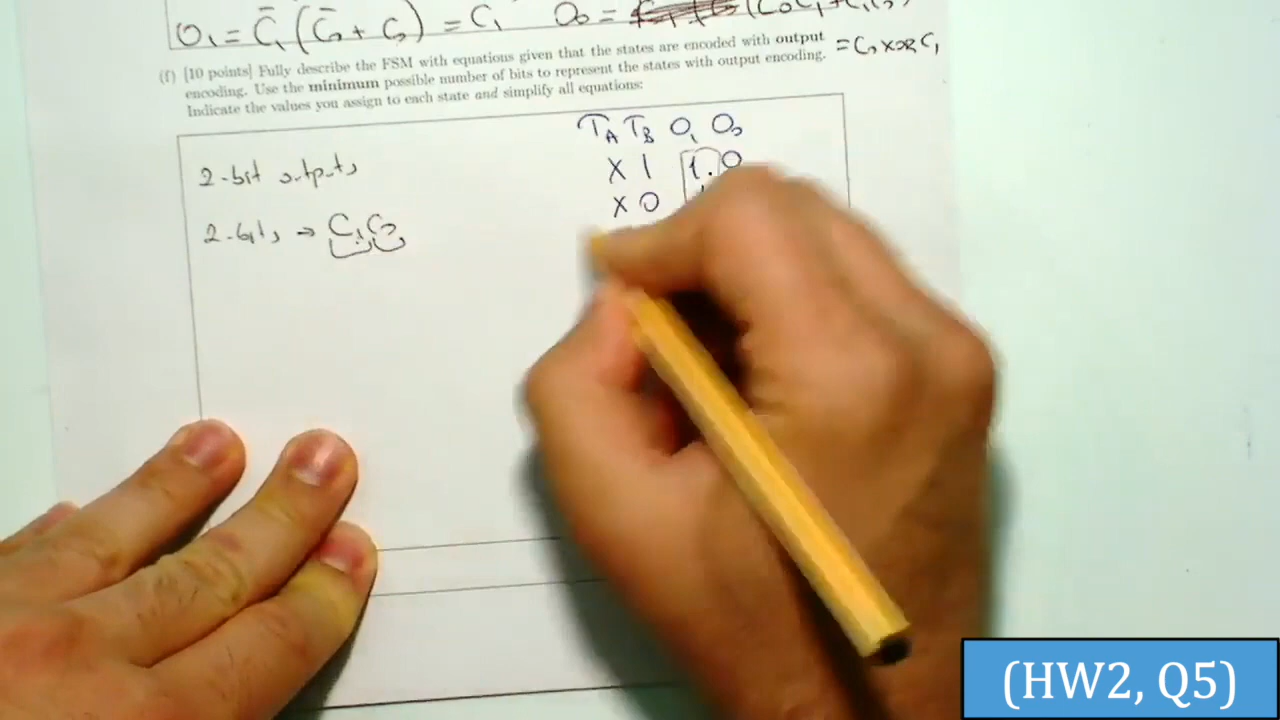 O₁ = C̄₁ (C̄₀ + C₀) = C₁ O₀ =
= C₀ XOR C₁
(f) [10 points] Fully describe the FSM with equations given that the states are encoded with output
encoding. Use the minimum possible number of bits to represent the states with output encoding.
Indicate the values you assign to each state and simplify all equations:
T_A T_B O₁ O₀
2-bit outputs X 1 1 0
X 0
2-bits → C₁C₀
(HW2, Q5)